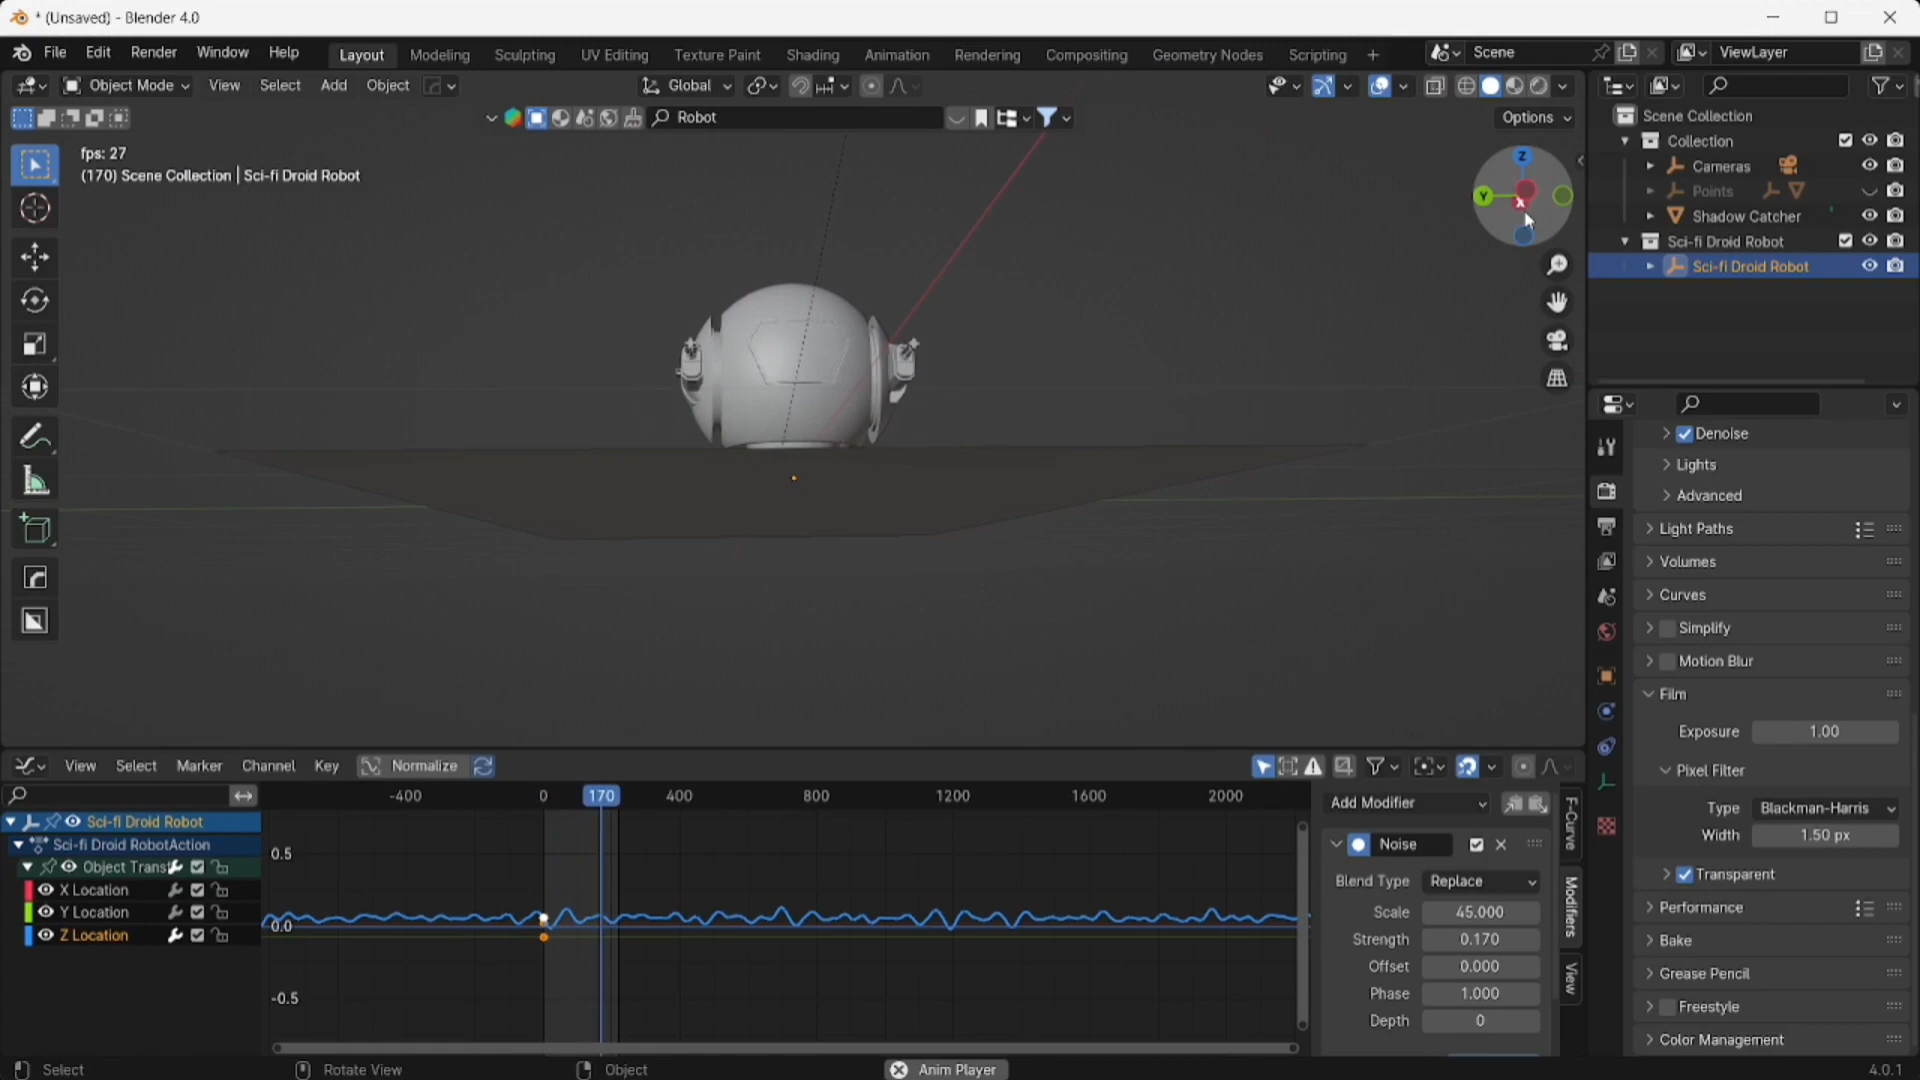 * (Unsaved) - Blender 4.0
File Edit Render Window Help Layout Modeling Sculpting UV Editing Texture Paint Shading Animation Rendering Compositing Geometry Nodes Scripting + Scene ViewLayer
Object Mode View Select Add Object Global
Robot Options
fps: 27
(170) Scene Collection | Sci-fi Droid Robot
Z
Y
X
Scene Collection
Collection
Cameras
Points
Shadow Catcher
Sci-fi Droid Robot
Sci-fi Droid Robot
Denoise
Lights
Advanced
Light Paths
Volumes
Curves
Simplify
Motion Blur
Film
Exposure 1.00
Pixel Filter
Type Blackman-Harris
Width 1.50 px
Transparent
Performance
Bake
Grease Pencil
Freestyle
Color Management
View Select Marker Channel Key Normalize
-400 0 170 400 800 1200 1600 2000
Sci-fi Droid Robot
Sci-fi Droid RobotAction
Object Transf
X Location
Y Location
Z Location
0.5
0.0
-0.5
Add Modifier
Noise
Blend Type Replace
Scale 45.000
Strength 0.170
Offset 0.000
Phase 1.000
Depth 0
F-Curve
Modifiers
View
Select Rotate View Object Anim Player 4.0.1